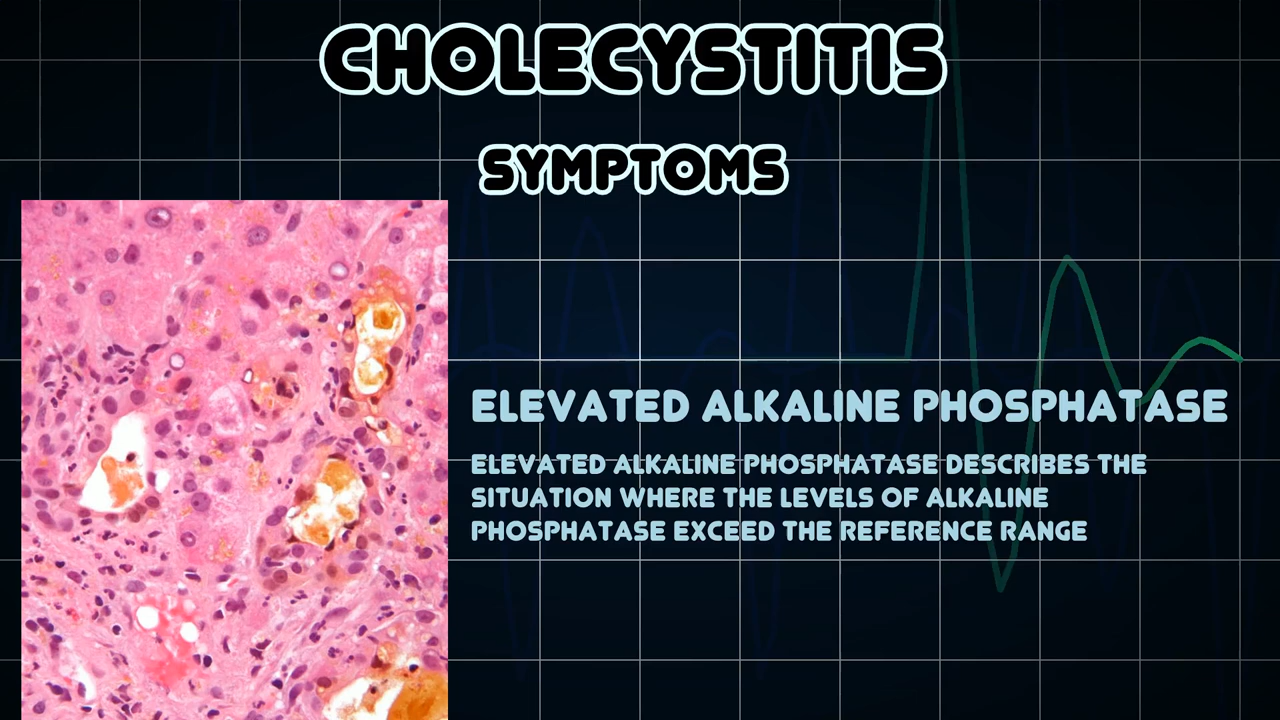 CHOLECYSTITIS
SYMPTOMS
ELEVATED ALKALINE PHOSPHATASE
ELEVATED ALKALINE PHOSPHATASE DESCRIBES THE
SITUATION WHERE THE LEVELS OF ALKALINE
PHOSPHATASE EXCEED THE REFERENCE RANGE